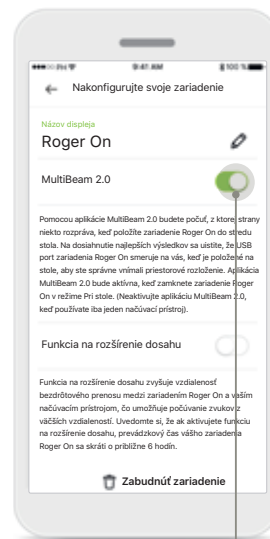 9:41 AM 100 %
Nakonfigurujte svoje zariadenie
Názov displeja
Roger On
MultiBeam 2.0
Pomocou aplikácie MultiBeam 2.0 budete počuť, z ktorej strany
niekto rozpráva, keď položíte zariadenie Roger On do stredu
stola. Na dosiahnutie najlepších výsledkov sa uistite, že USB
port zariadenia Roger On smeruje na vás, keď je položené na
stole, aby ste správne vnímali priestorové rozloženie. Aplikácia
MultiBeam 2.0 bude aktívna, keď zamknete zariadenie Roger
On v režime Pri stole. (Neaktivujte aplikáciu MultiBeam 2.0,
keď používate iba jeden načúvací prístroj).
Funkcia na rozšírenie dosahu
Funkcia na rozšírenie dosahu zvyšuje vzdialenosť
bezdrôtového prenosu medzi zariadením Roger On a vaším
načúvacím prístrojom, čo umožňuje počúvanie zvukov z
väčších vzdialeností. Uvedomte si, že ak aktivujete funkciu
na rozšírenie dosahu, prevádzkový čas vášho zariadenia
Roger On sa skráti o približne 6 hodín.
Zabudnúť zariadenie